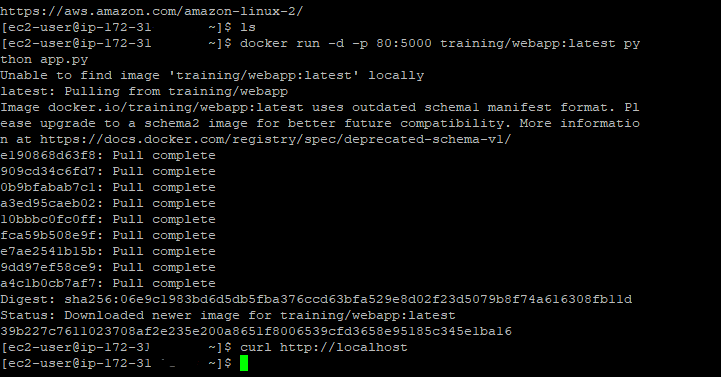 https://aws.amazon.com/amazon-linux-2/
[ec2-user@ip-172-31 ~]$ ls
[ec2-user@ip-172-31 ~]$ docker run -d -p 80:5000 training/webapp:latest py
thon app.py
Unable to find image 'training/webapp:latest' locally
latest: Pulling from training/webapp
Image docker.io/training/webapp:latest uses outdated schema1 manifest format. Pl
ease upgrade to a schema2 image for better future compatibility. More informatio
n at https://docs.docker.com/registry/spec/deprecated-schema-v1/
e190868d63f8: Pull complete
909cd34c6fd7: Pull complete
0b9bfabab7c1: Pull complete
a3ed95caeb02: Pull complete
10bbbc0fc0ff: Pull complete
fca59b508e9f: Pull complete
e7ae2541b15b: Pull complete
9dd97ef58ce9: Pull complete
a4c1b0cb7af7: Pull complete
Digest: sha256:06e9c1983bd6d5db5fba376ccd63bfa529e8d02f23d5079b8f74a616308fb11d
Status: Downloaded newer image for training/webapp:latest
39b227c7611023708af2e235e200a8651f8006539cfd3658e95185c345e1ba16
[ec2-user@ip-172-31 ~]$ curl http://localhost
[ec2-user@ip-172-31 ~]$